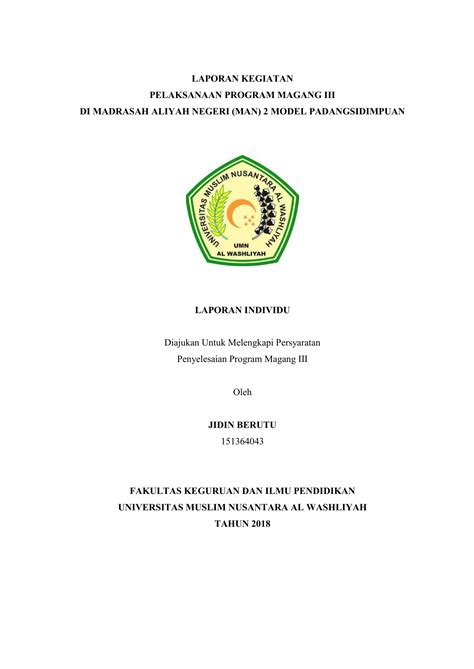 LAPORAN KEGIATAN
PELAKSANAAN PROGRAM MAGANG III
DI MADRASAH ALIYAH NEGERI (MAN) 2 MODEL PADANGSIDIMPUAN
UNIVERSITAS MUSLIM NUSANTARA AL WASHLIYAH
UMN
AL WASHLIYAH
LAPORAN INDIVIDU
Diajukan Untuk Melengkapi Persyaratan
Penyelesaian Program Magang III
Oleh
JIDIN BERUTU
151364043
FAKULTAS KEGURUAN DAN ILMU PENDIDIKAN
UNIVERSITAS MUSLIM NUSANTARA AL WASHLIYAH
TAHUN 2018